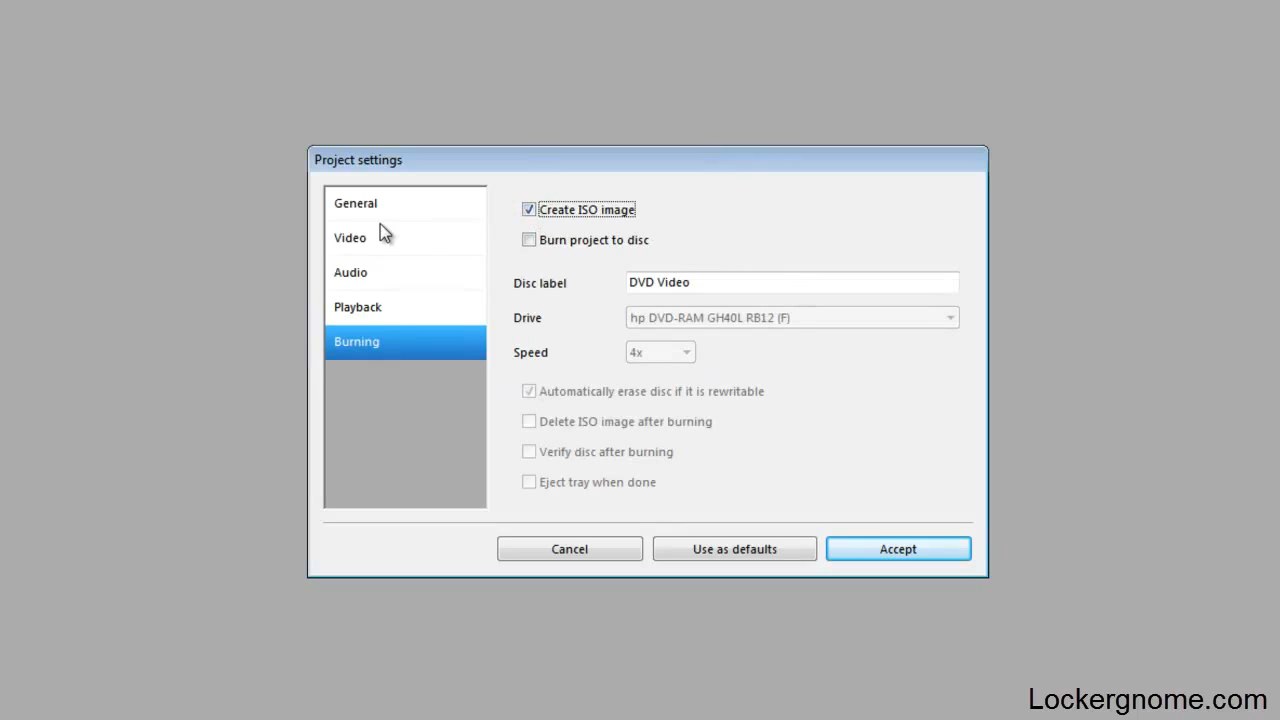 Project settings
General
Video
Audio
Playback
Burning
Create ISO image
Burn project to disc
Disc label DVD Video
Drive hp DVD-RAM GH40L RB12 (F)
Speed 4x
Automatically erase disc if it is rewritable
Delete ISO image after burning
Verify disc after burning
Eject tray when done
Cancel Use as defaults Accept
Lockergnome.com